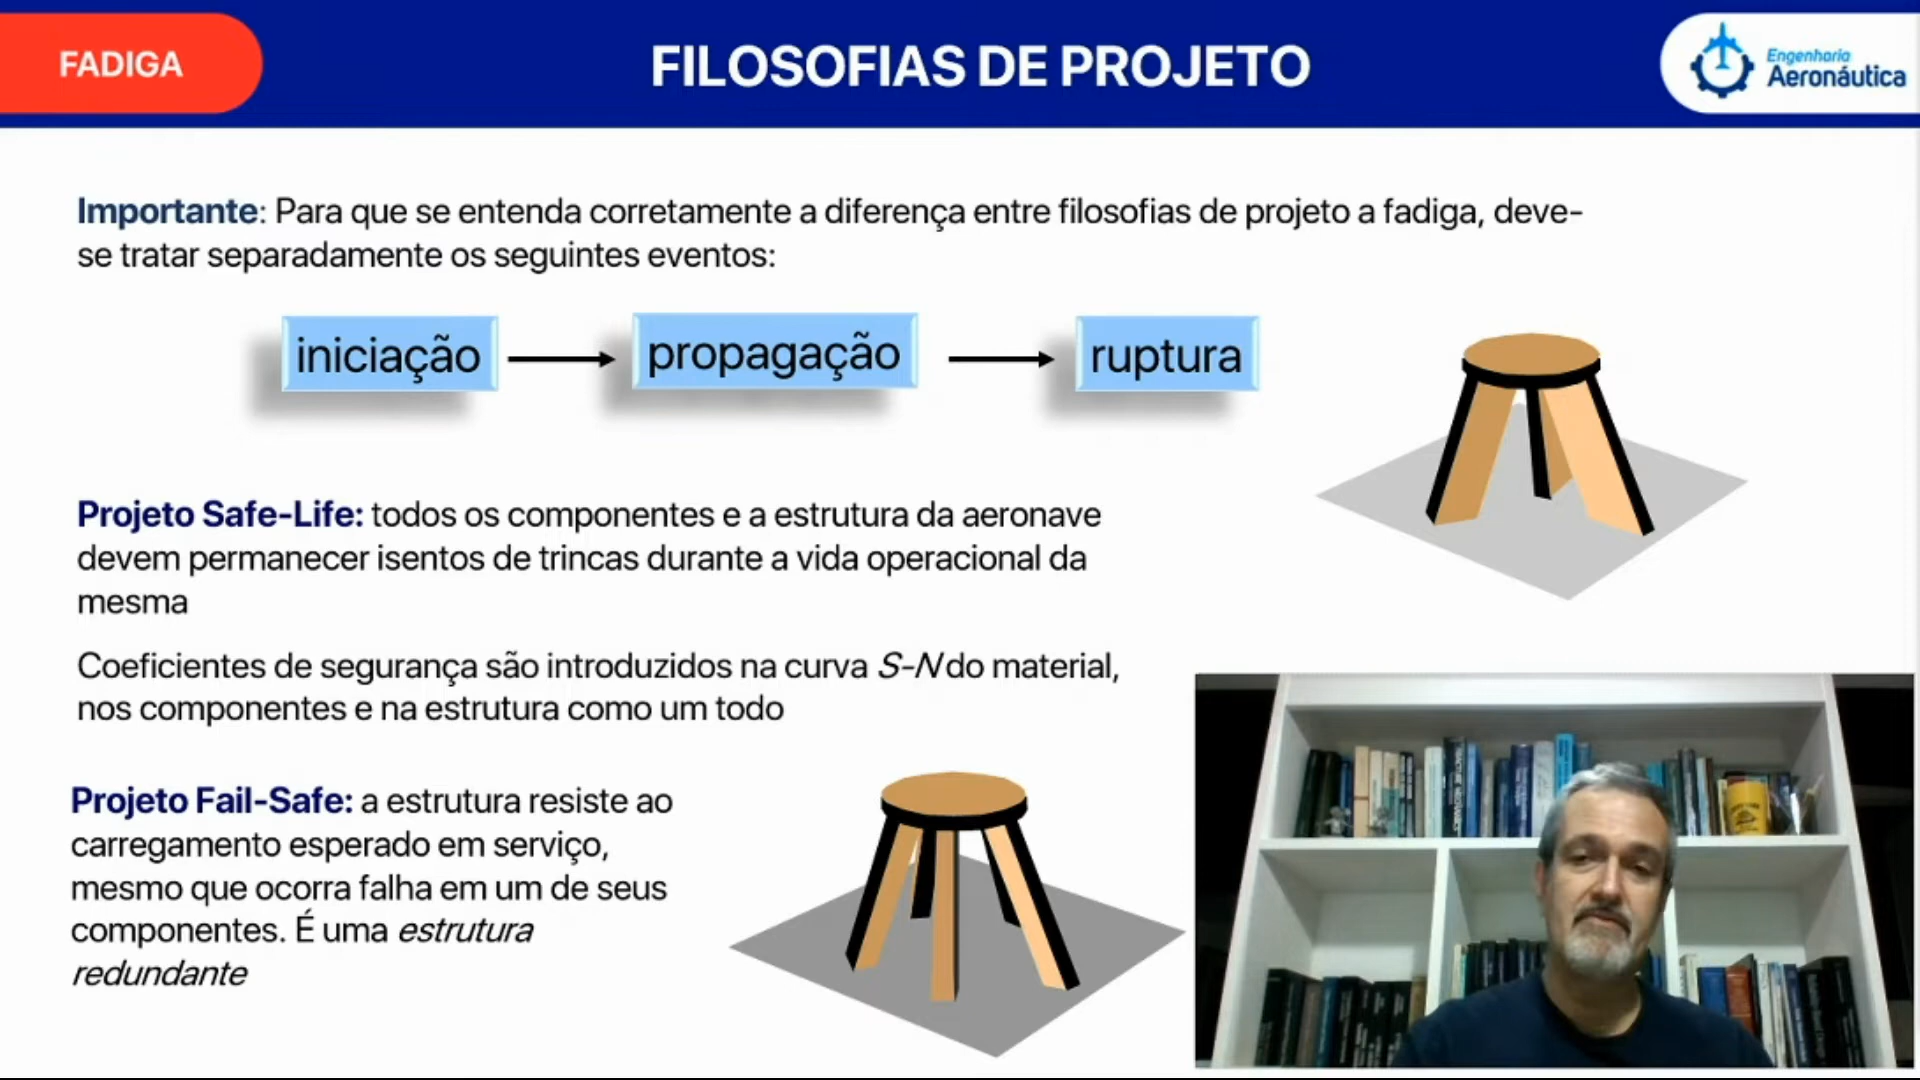 FADIGA
FILOSOFIAS DE PROJETO
Engenharia
Aeronáutica
Importante: Para que se entenda corretamente a diferença entre filosofias de projeto a fadiga, deve-
se tratar separadamente os seguintes eventos:
iniciação
propagação
ruptura
Projeto Safe-Life: todos os componentes e a estrutura da aeronave
devem permanecer isentos de trincas durante a vida operacional da
mesma
Coeficientes de segurança são introduzidos na curva S-N do material,
nos componentes e na estrutura como um todo
Projeto Fail-Safe: a estrutura resiste ao
carregamento esperado em serviço,
mesmo que ocorra falha em um de seus
componentes. É uma estrutura
redundante